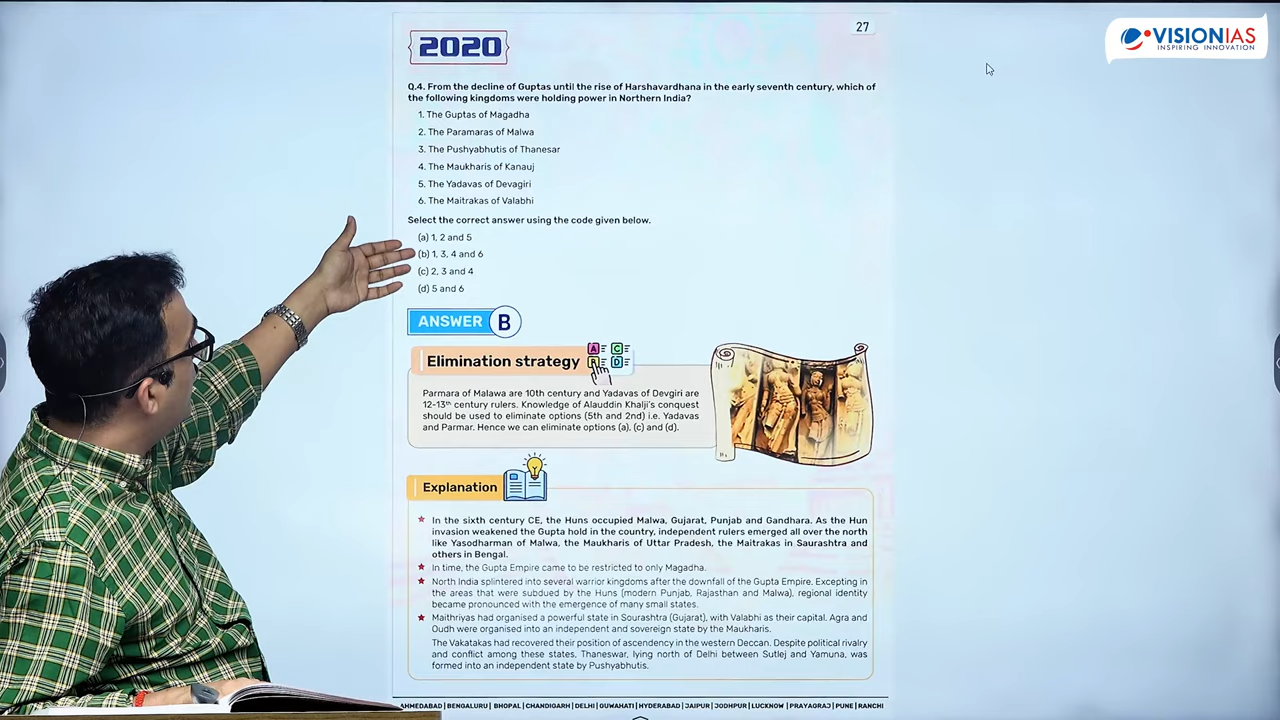 27
VISIONIAS
INSPIRING INNOVATION
2020
Q.4. From the decline of Guptas until the rise of Harshavardhana in the early seventh century, which of
the following kingdoms were holding power in Northern India?
1. The Guptas of Magadha
2. The Paramaras of Malwa
3. The Pushyabhutis of Thanesar
4. The Maukharis of Kanauj
5. The Yadavas of Devagiri
6. The Maitrakas of Valabhi
Select the correct answer using the code given below.
(a) 1, 2 and 5
(b) 1, 3, 4 and 6
(c) 2, 3 and 4
(d) 5 and 6
ANSWER B
Elimination strategy
A C
B D
Parmara of Malawa are 10th century and Yadavas of Devgiri are
12-13th century rulers. Knowledge of Alauddin Khalji's conquest
should be used to eliminate options (5th and 2nd) i.e. Yadavas
and Parmar. Hence we can eliminate options (a), (c) and (d).
Explanation
In the sixth century CE, the Huns occupied Malwa, Gujarat, Punjab and Gandhara. As the Hun
invasion weakened the Gupta hold in the country, independent rulers emerged all over the north
like Yasodharman of Malwa, the Maukharis of Uttar Pradesh, the Maitrakas in Saurashtra and
others in Bengal.
In time, the Gupta Empire came to be restricted to only Magadha.
North India splintered into several warrior kingdoms after the downfall of the Gupta Empire. Excepting in
the areas that were subdued by the Huns (modern Punjab, Rajasthan and Malwa), regional identity
became pronounced with the emergence of many small states.
Maithriyas had organised a powerful state in Sourashtra (Gujarat), with Valabhi as their capital. Agra and
Oudh were organised into an independent and sovereign state by the Maukharis.
The Vakatakas had recovered their position of ascendency in the western Deccan. Despite political rivalry
and conflict among these states, Thaneswar, lying north of Delhi between Sutlej and Yamuna, was
formed into an independent state by Pushyabhutis.
AHMEDABAD | BENGALURU | BHOPAL | CHANDIGARH | DELHI | GUWAHATI | HYDERABAD | JAIPUR | JODHPUR | LUCKNOW | PRAYAGRAJ | PUNE | RANCHI